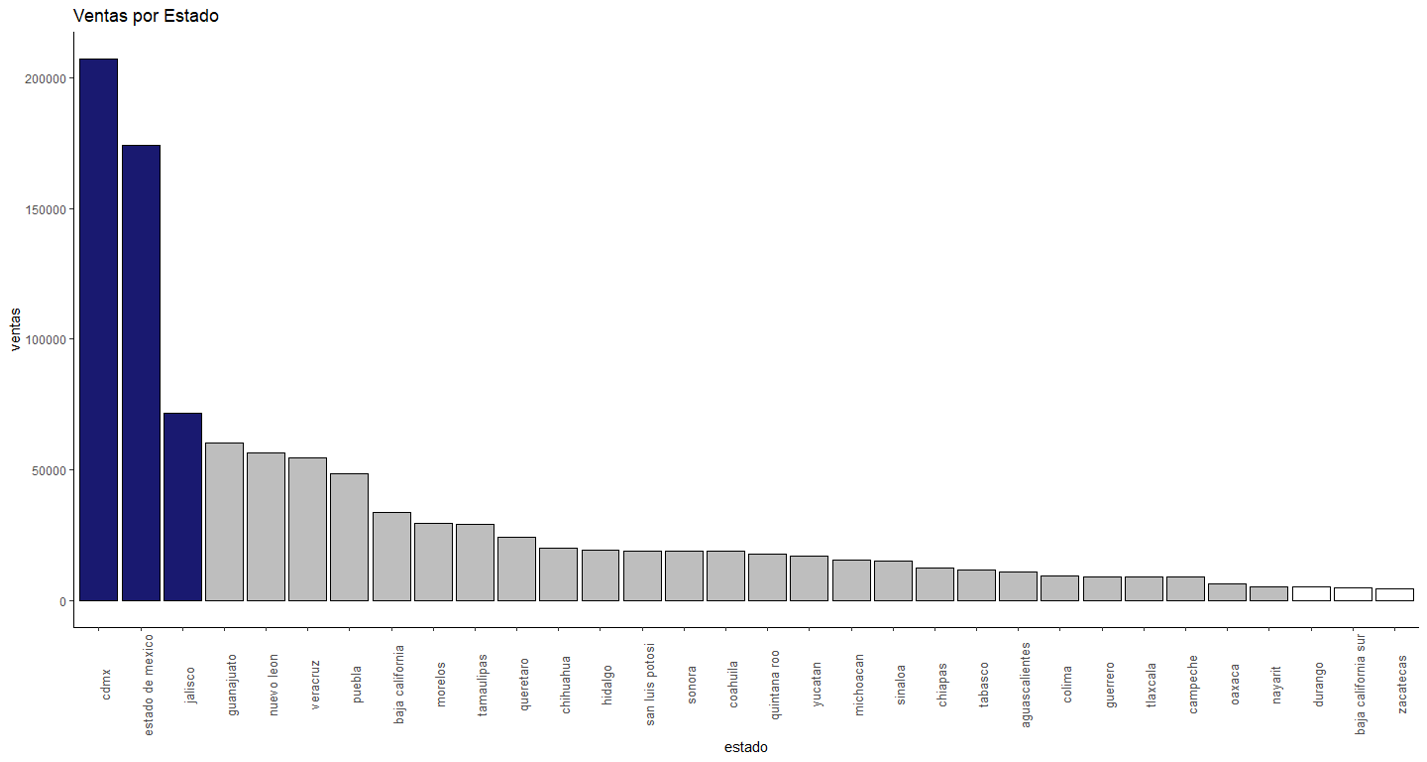 Ventas por Estado
ventas
200000
150000
100000
50000
0
cdmx
estado de mexico
jalisco
guanajuato
nuevo leon
veracruz
puebla
baja california
morelos
tamaulipas
queretaro
chihuahua
hidalgo
san luis potosi
sonora
coahuila
quintana roo
yucatan
michoacan
sinaloa
chiapas
tabasco
aguascalientes
colima
guerrero
tlaxcala
campeche
oaxaca
nayarit
durango
baja california sur
zacatecas
estado